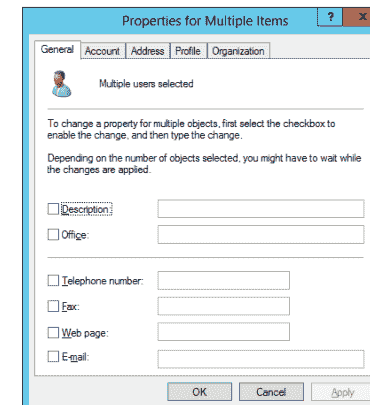 Properties for Multiple Items
? x
General Account Address Profile Organization
Multiple users selected
To change a property for multiple objects, first select the checkbox to
enable the change, and then type the change.
Depending on the number of objects selected, you might have to wait while
the changes are applied.
Description:
Office:
Telephone number:
Fax:
Web page:
E-mail:
OK Cancel Apply